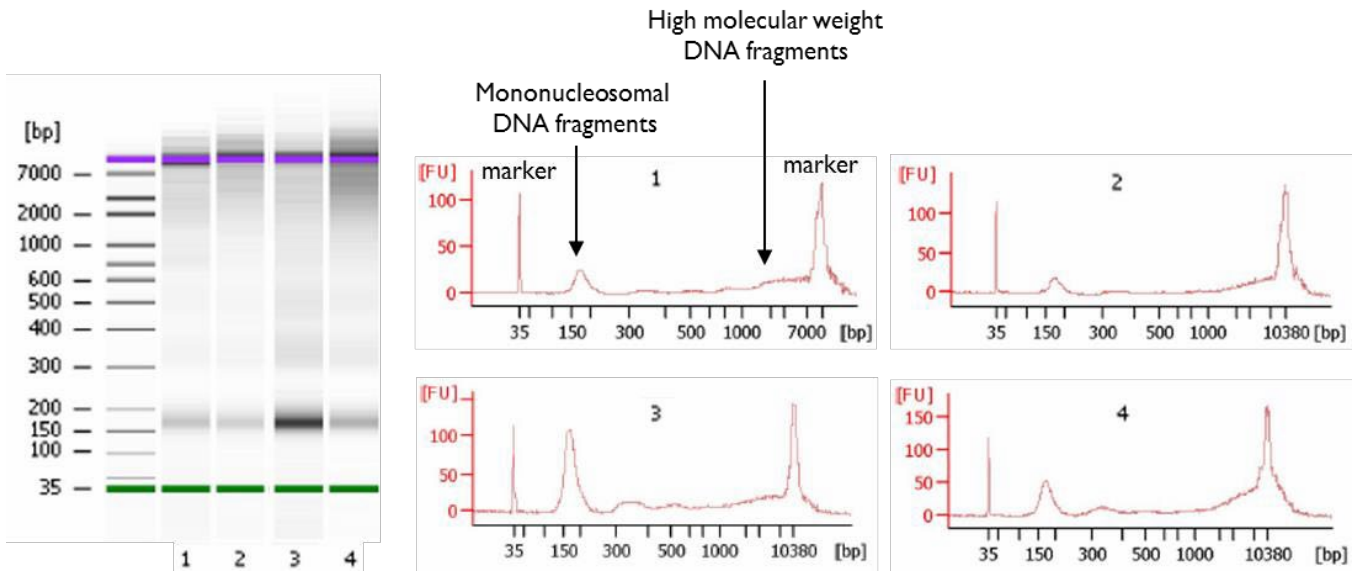 High molecular weight
DNA fragments
Mononucleosomal
DNA fragments
[bp]
7000
2000
1000
600
500
400
300
200
150
100
35
1 2 3 4
[FU]
marker
1
marker
100
50
0
35 150 300 500 1000 7000 [bp]
[FU]
2
100
50
0
35 150 300 500 1000 10380 [bp]
[FU]
3
100
50
0
35 150 300 500 1000 10380 [bp]
[FU]
4
150
100
50
0
35 150 300 500 1000 10380 [bp]